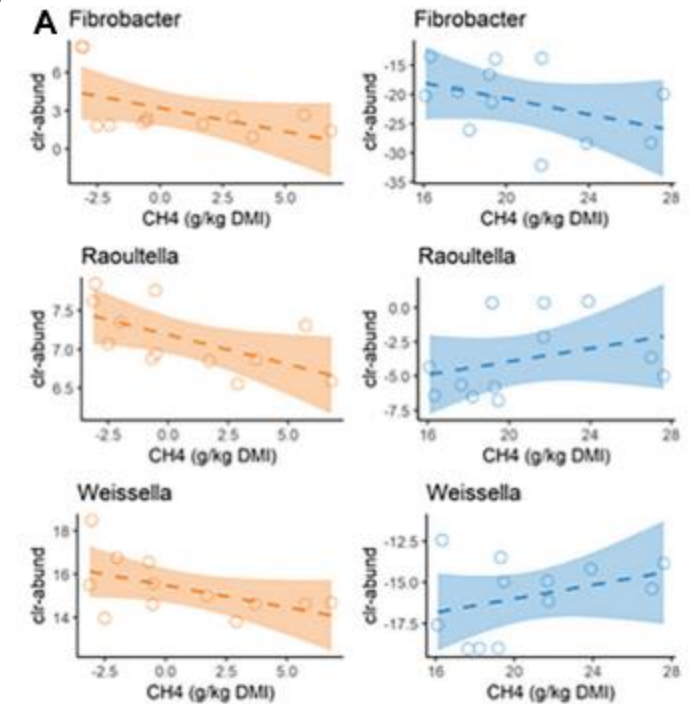 A
Fibrobacter
clr-abund
6
3
0
-2.5 0.0 2.5 5.0
CH4 (g/kg DMI)
Fibrobacter
clr-abund
-15
-20
-25
-30
-35
16 20 24 28
CH4 (g/kg DMI)
Raoultella
clr-abund
7.5
7.0
6.5
-2.5 0.0 2.5 5.0
CH4 (g/kg DMI)
Raoultella
clr-abund
0.0
-2.5
-5.0
-7.5
16 20 24 28
CH4 (g/kg DMI)
Weissella
clr-abund
18
16
14
-2.5 0.0 2.5 5.0
CH4 (g/kg DMI)
Weissella
clr-abund
-12.5
-15.0
-17.5
16 20 24 28
CH4 (g/kg DMI)